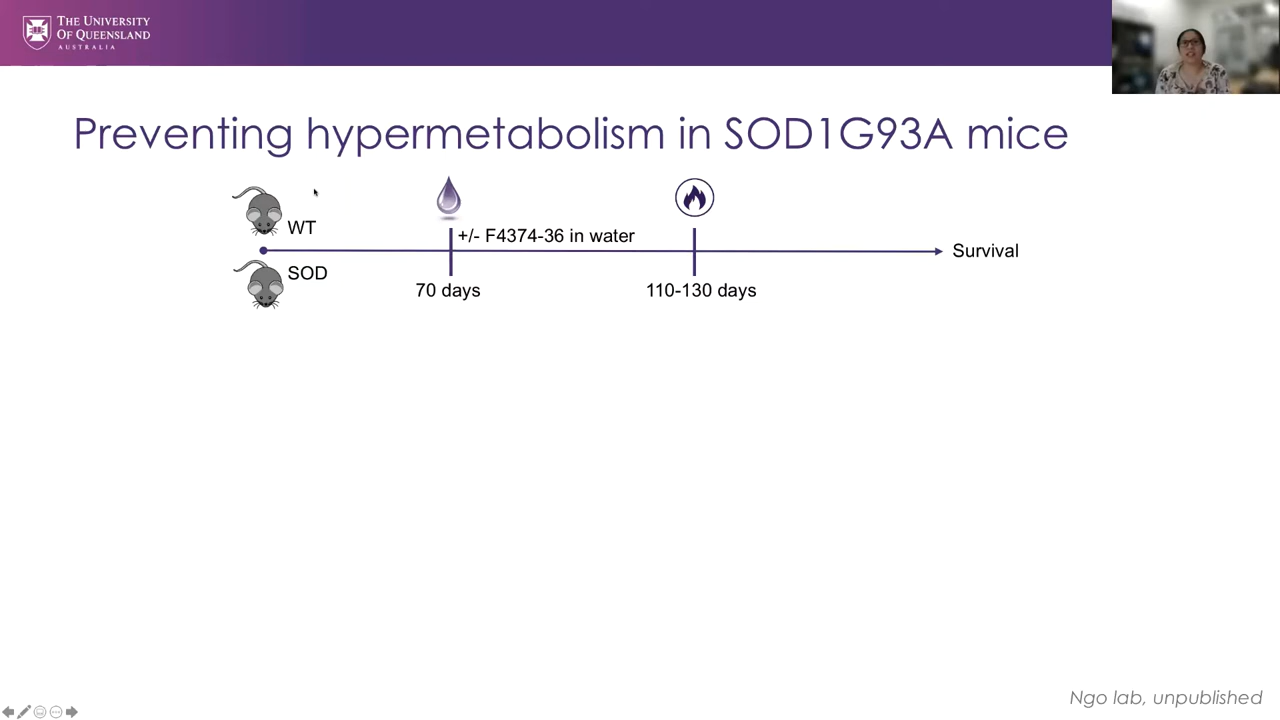 THE UNIVERSITY
OF QUEENSLAND
AUSTRALIA
Preventing hypermetabolism in SOD1G93A mice
WT
+/- F4374-36 in water
Survival
SOD
70 days
110-130 days
Ngo lab, unpublished